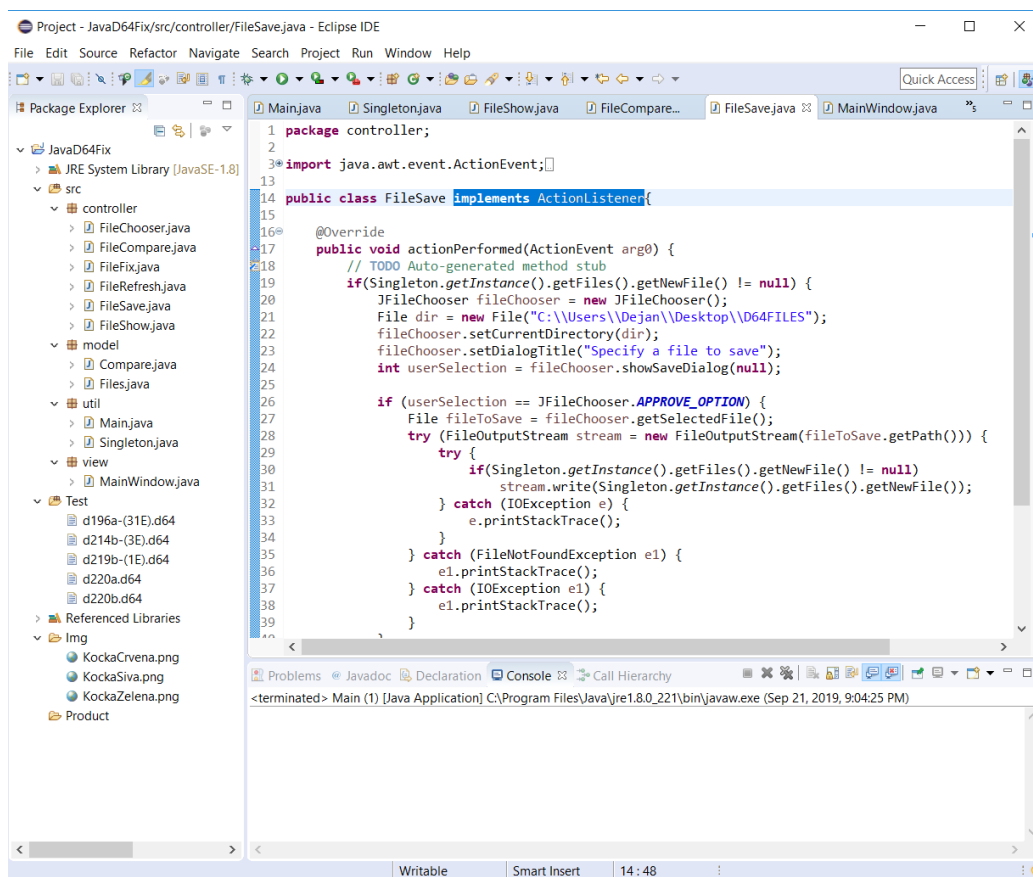 Project - JavaD64Fix/src/controller/FileSave.java - Eclipse IDE
File Edit Source Refactor Navigate Search Project Run Window Help
Quick Access
Package Explorer
JavaD64Fix
JRE System Library [JavaSE-1.8]
src
controller
FileChooser.java
FileCompare.java
FileFix.java
FileRefresh.java
FileSave.java
FileShow.java
model
Compare.java
Files.java
util
Main.java
Singleton.java
view
MainWindow.java
Test
d196a-(31E).d64
d214b-(3E).d64
d219b-(1E).d64
d220a.d64
d220b.d64
Referenced Libraries
Img
KockaCrvena.png
KockaSiva.png
KockaZelena.png
Product
Main.java Singleton.java FileShow.java FileCompare... FileSave.java MainWindow.java »5
1 package controller;
2
3 import java.awt.event.ActionEvent;
13
14 public class FileSave implements ActionListener{
15
16 @Override
17 public void actionPerformed(ActionEvent arg0) {
18 // TODO Auto-generated method stub
19 if(Singleton.getInstance().getFiles().getNewFile() != null) {
20 JFileChooser fileChooser = new JFileChooser();
21 File dir = new File("C:\\Users\\Dejan\\Desktop\\D64FILES");
22 fileChooser.setCurrentDirectory(dir);
23 fileChooser.setDialogTitle("Specify a file to save");
24 int userSelection = fileChooser.showSaveDialog(null);
25
26 if (userSelection == JFileChooser.APPROVE_OPTION) {
27 File fileToSave = fileChooser.getSelectedFile();
28 try (FileOutputStream stream = new FileOutputStream(fileToSave.getPath())) {
29 try {
30 if(Singleton.getInstance().getFiles().getNewFile() != null)
31 stream.write(Singleton.getInstance().getFiles().getNewFile());
32 } catch (IOException e) {
33 e.printStackTrace();
34 }
35 } catch (FileNotFoundException e1) {
36 e1.printStackTrace();
37 } catch (IOException e1) {
38 e1.printStackTrace();
39 }
Problems @ Javadoc Declaration Console Call Hierarchy
<terminated> Main (1) [Java Application] C:\Program Files\Java\jre1.8.0_221\bin\javaw.exe (Sep 21, 2019, 9:04:25 PM)
Writable Smart Insert 14 : 48